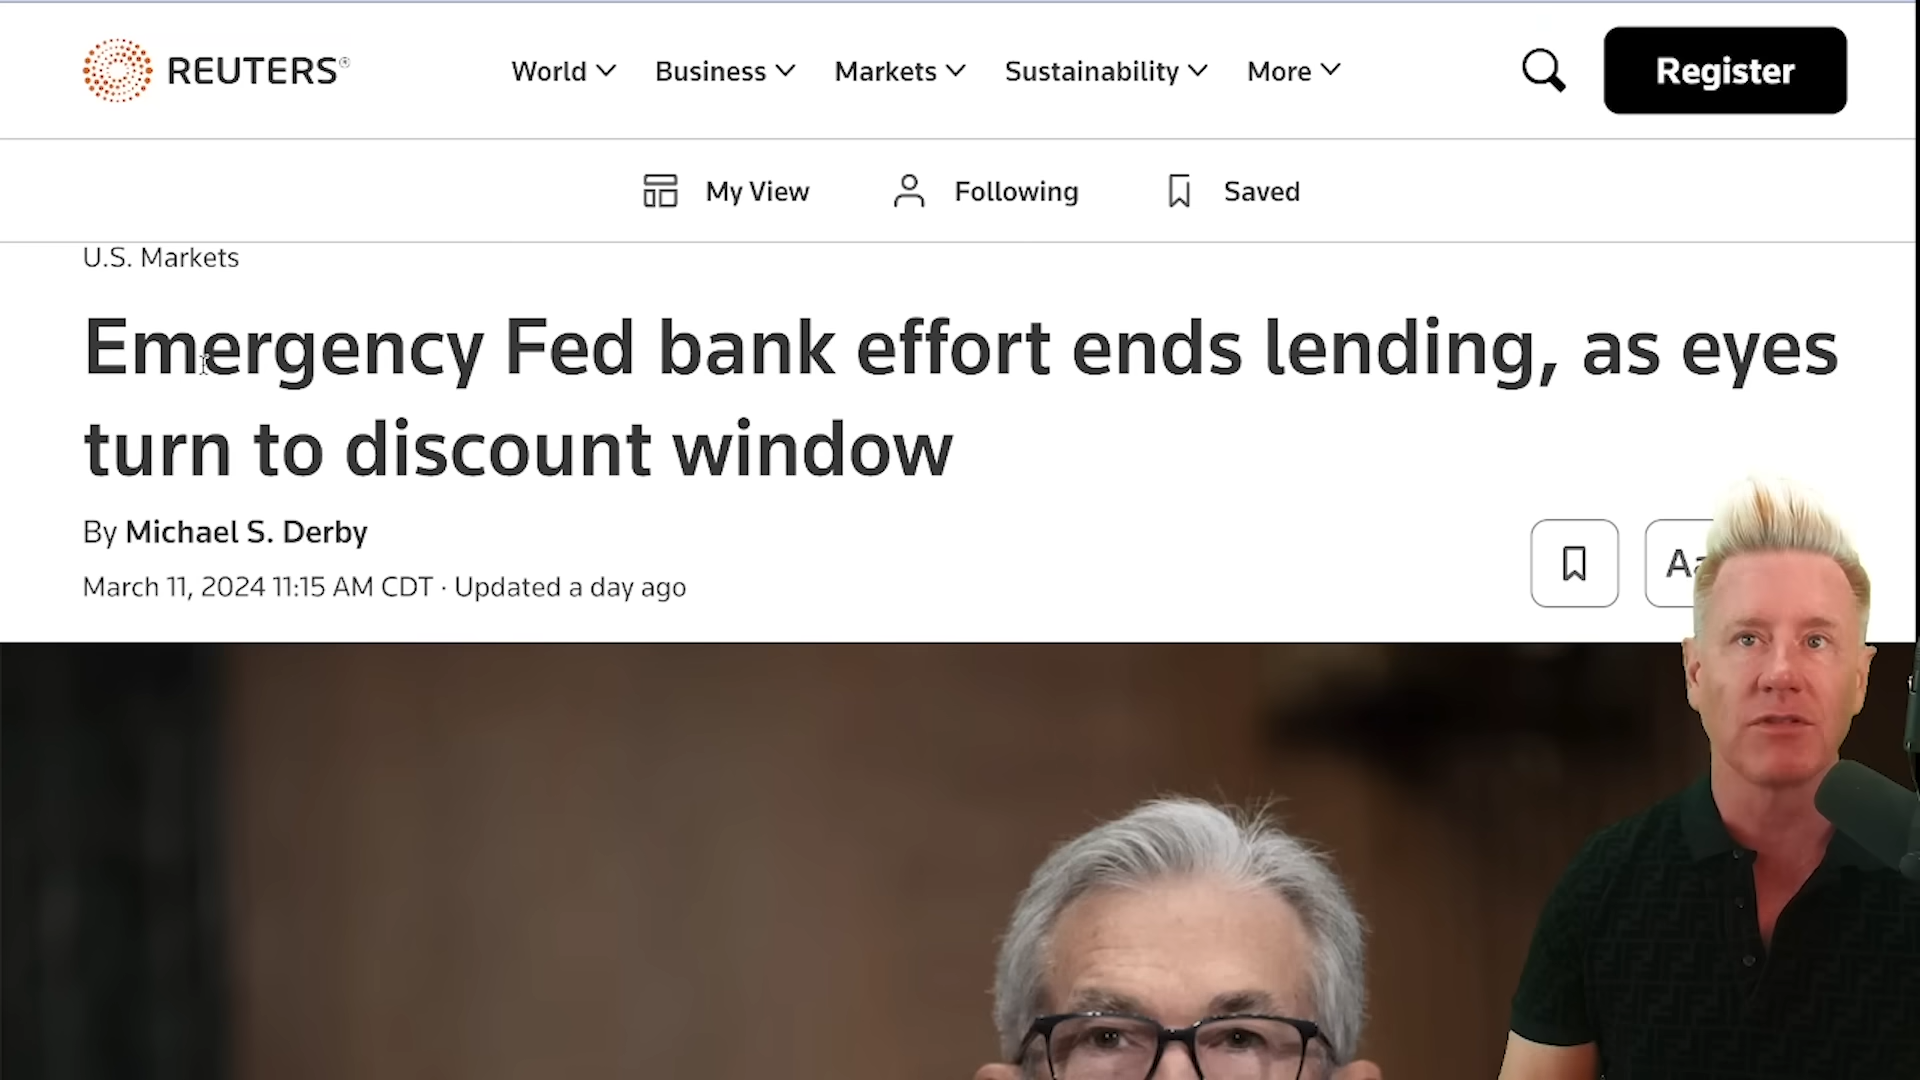 REUTERS®
World Business Markets Sustainability More
Register
My View Following Saved
U.S. Markets
Emergency Fed bank effort ends lending, as eyes
turn to discount window
By Michael S. Derby
March 11, 2024 11:15 AM CDT · Updated a day ago
Aa